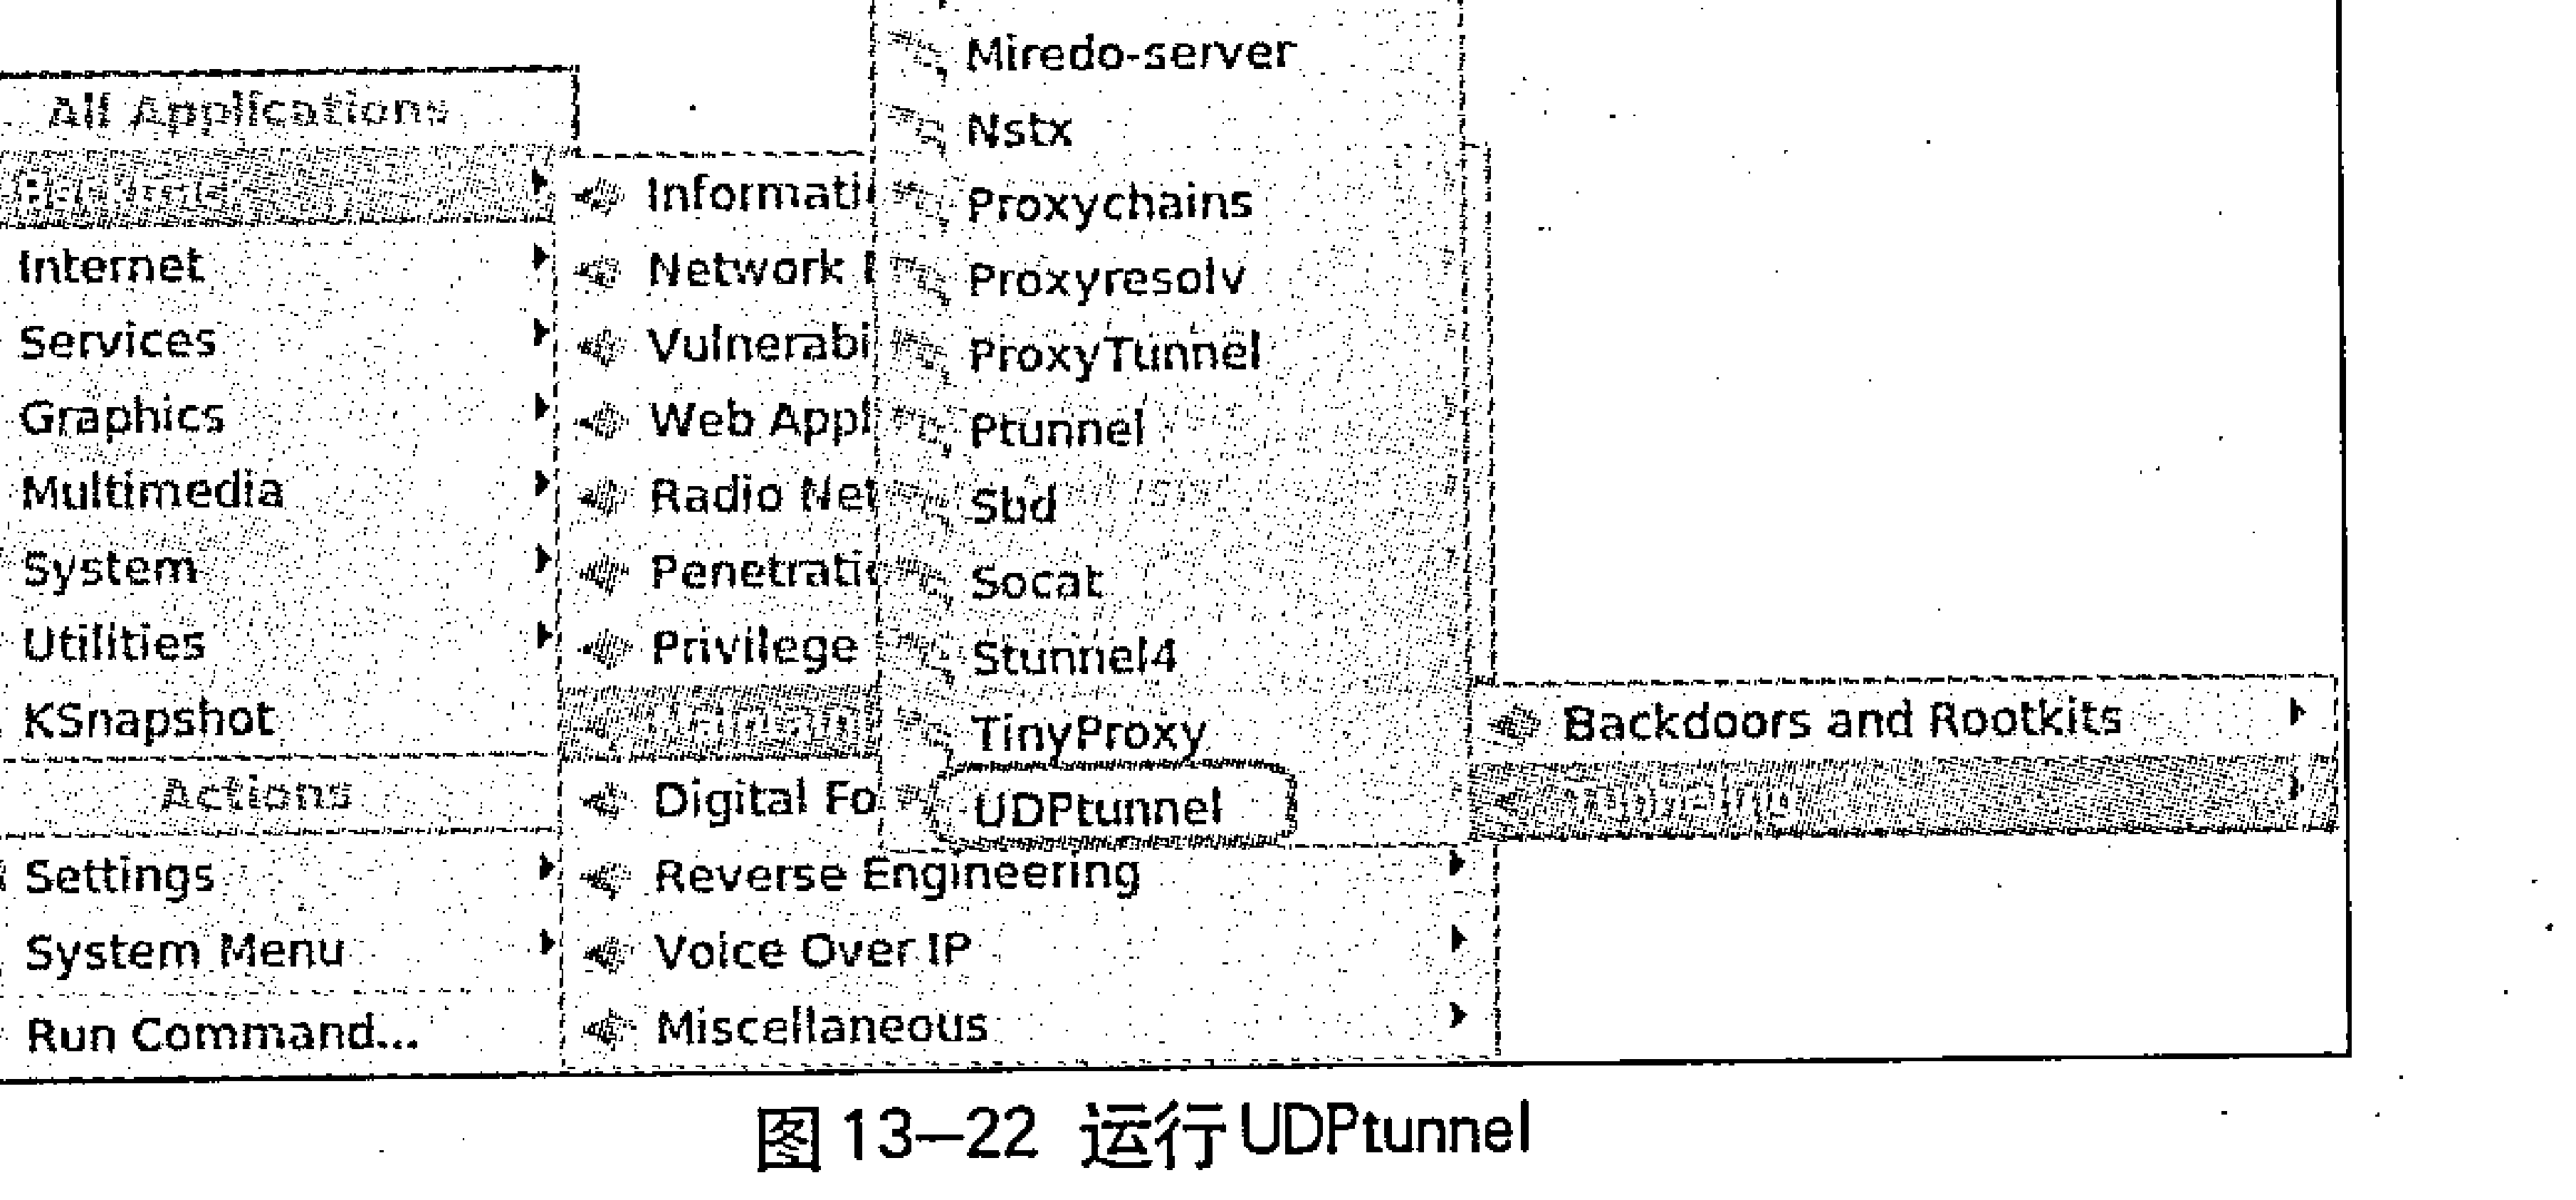 All Applications
Backtrack
Internet
Services
Graphics
Multimedia
System
Utilities
KSnapshot
Actions
Settings
System Menu
Run Command...
Informati
Network
Vulnerabi
Web Appl
Radio Net
Penetrati
Privilege
Digital Fo
Reverse Engineering
Voice Over IP
Miscellaneous
Miredo-server
Nstx
Proxychains
Proxyresolv
ProxyTunnel
Ptunnel
Sbd
Socat
Stunnel4
TinyProxy
UDPtunnel
Backdoors and Rootkits
图 13—22 运行 UDPtunnel